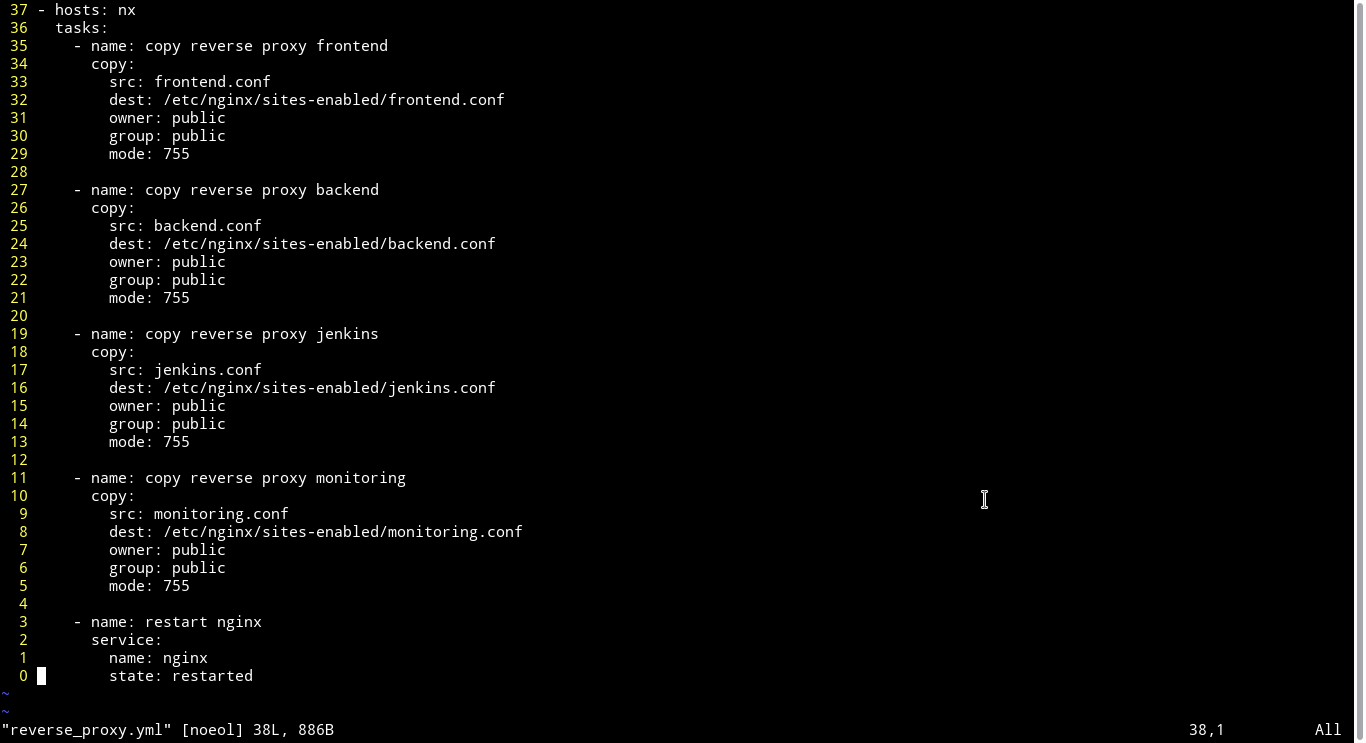 37 - hosts: nx
36   tasks:
35     - name: copy reverse proxy frontend
34       copy:
33         src: frontend.conf
32         dest: /etc/nginx/sites-enabled/frontend.conf
31         owner: public
30         group: public
29         mode: 755
28
27     - name: copy reverse proxy backend
26       copy:
25         src: backend.conf
24         dest: /etc/nginx/sites-enabled/backend.conf
23         owner: public
22         group: public
21         mode: 755
20
19     - name: copy reverse proxy jenkins
18       copy:
17         src: jenkins.conf
16         dest: /etc/nginx/sites-enabled/jenkins.conf
15         owner: public
14         group: public
13         mode: 755
12
11     - name: copy reverse proxy monitoring
10       copy:
 9         src: monitoring.conf
 8         dest: /etc/nginx/sites-enabled/monitoring.conf
 7         owner: public
 6         group: public
 5         mode: 755
 4
 3     - name: restart nginx
 2       service:
 1         name: nginx
 0         state: restarted
~
~
"reverse_proxy.yml" [noeol] 38L, 886B 38,1 All